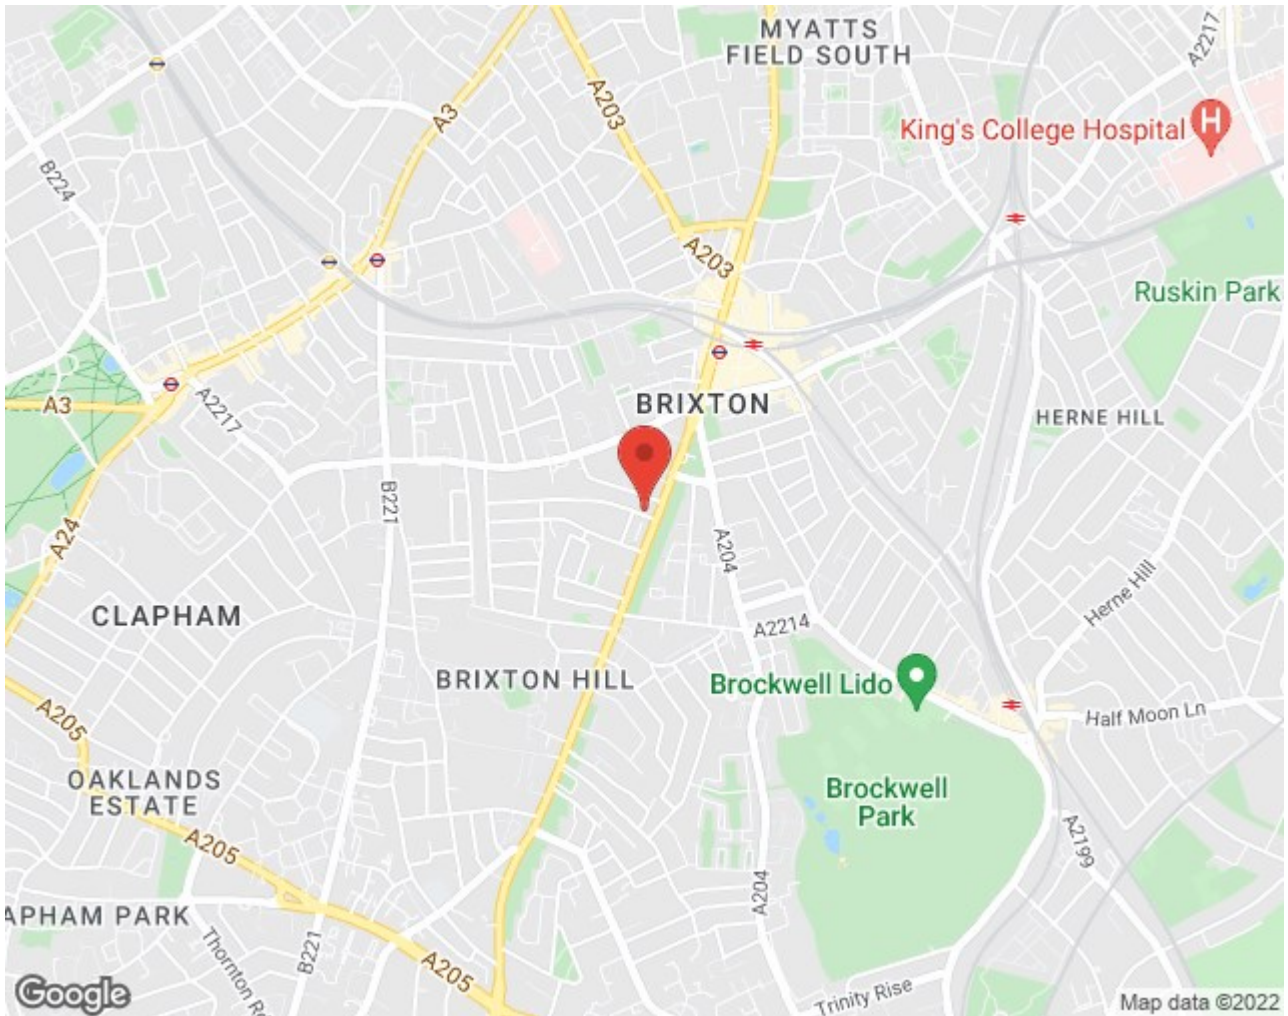 MYATTS
FIELD SOUTH
A2217
A203
A3
King's College Hospital
H
B224
A203
Ruskin Park
A3
A2217
BRIXTON
HERNE HILL
B221
A24
A204
Herne Hill
CLAPHAM
A2214
BRIXTON HILL
Brockwell Lido
A205
Half Moon Ln
OAKLANDS
ESTATE
Brockwell
Park
A205
A2199
A204
APHAM PARK
Thornton Ro
B221
A205
Trinity Rise
Google
Map data ©2022